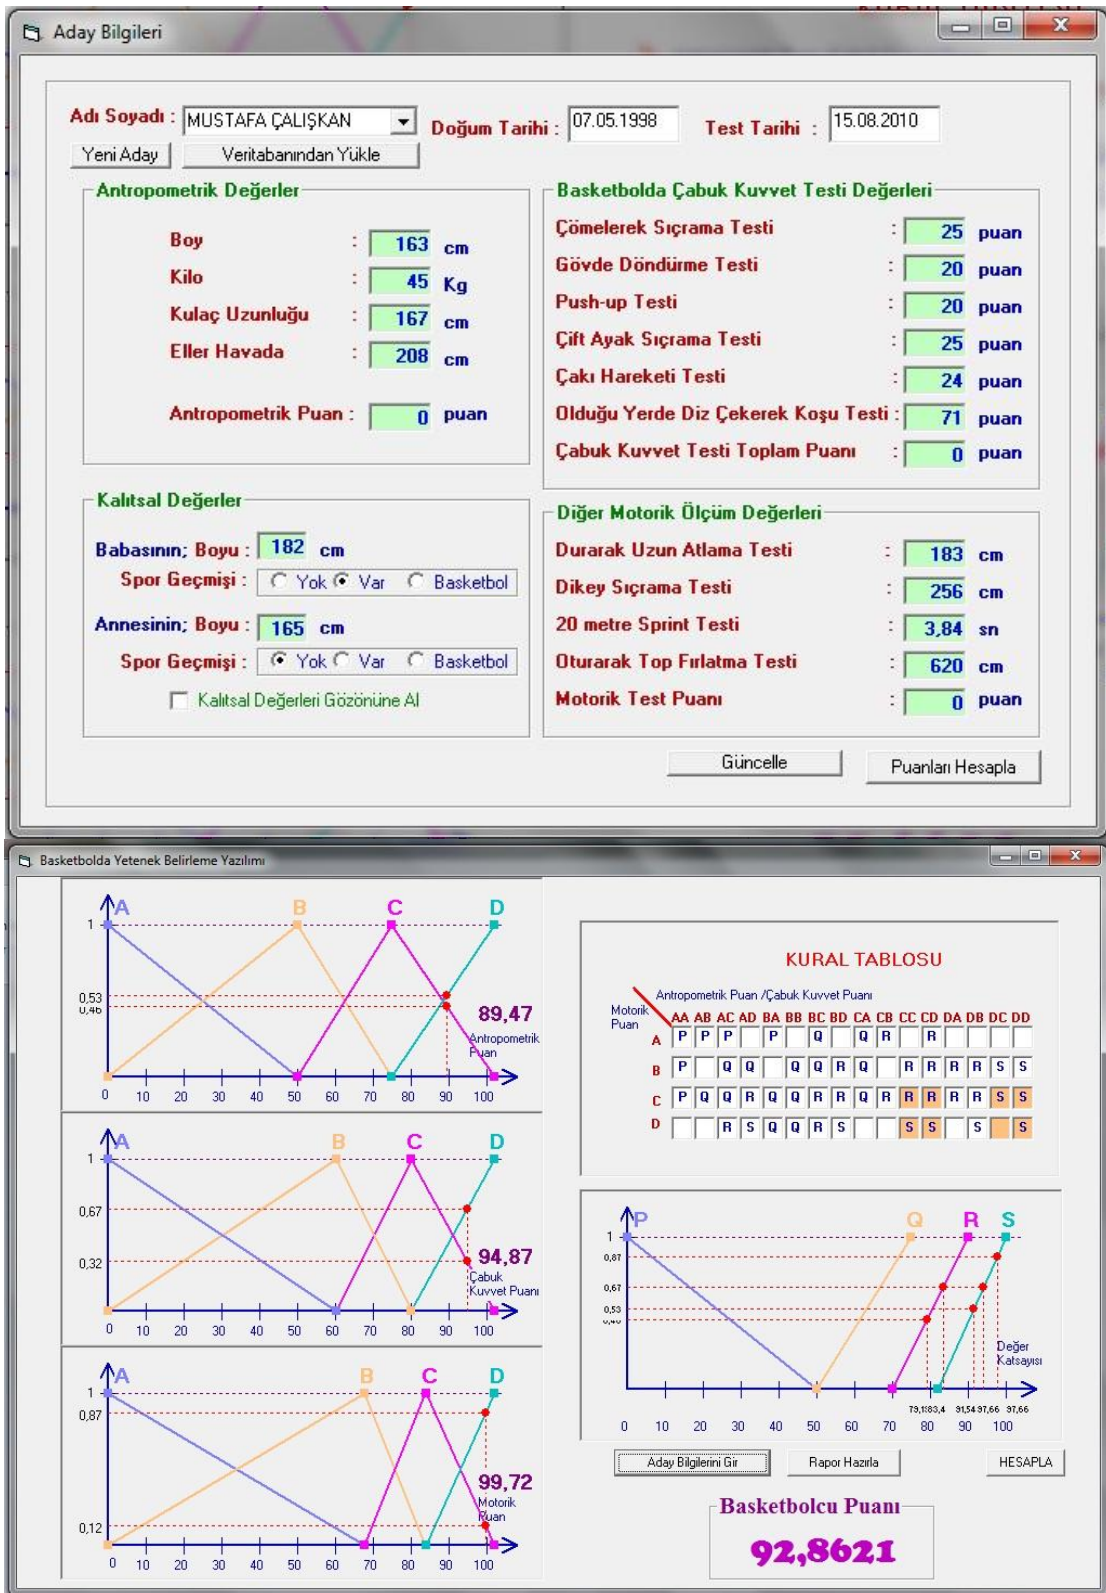 Aday Bilgileri
Adı Soyadı : MUSTAFA ÇALIŞKAN Doğum Tarihi : 07.05.1998 Test Tarihi : 15.08.2010
Yeni Aday Veritabanından Yükle
Antropometrik Değerler
Boy : 163 cm
Kilo : 45 Kg
Kulaç Uzunluğu : 167 cm
Eller Havada : 208 cm
Antropometrik Puan : 0 puan
Basketbolda Çabuk Kuvvet Testi Değerleri
Çömelerek Sıçrama Testi : 25 puan
Gövde Döndürme Testi : 20 puan
Push-up Testi : 20 puan
Çift Ayak Sıçrama Testi : 25 puan
Çakı Hareketi Testi : 24 puan
Olduğu Yerde Diz Çekerek Koşu Testi : 71 puan
Çabuk Kuvvet Testi Toplam Puanı : 0 puan
Kalıtsal Değerler
Babasının; Boyu : 182 cm
Spor Geçmişi : Yok Var Basketbol
Annesinin; Boyu : 165 cm
Spor Geçmişi : Yok Var Basketbol
Kalıtsal Değerleri Gözönüne Al
Diğer Motorik Ölçüm Değerleri
Durarak Uzun Atlama Testi : 183 cm
Dikey Sıçrama Testi : 256 cm
20 metre Sprint Testi : 3,84 sn
Oturarak Top Fırlatma Testi : 620 cm
Motorik Test Puanı : 0 puan
Güncelle Puanları Hesapla
Basketbolda Yetenek Belirleme Yazılımı
A B C D
1
0,53
0,46
89,47
Antropometrik
Puan
0 10 20 30 40 50 60 70 80 90 100
A B C D
1
0,67
0,32
94,87
Çabuk
Kuvvet Puanı
0 10 20 30 40 50 60 70 80 90 100
A B C D
1
0,87
99,72
Motorik
Puan
0,12
0 10 20 30 40 50 60 70 80 90 100
KURAL TABLOSU
Antropometrik Puan /Çabuk Kuvvet Puanı
Motorik
Puan
AA AB AC AD BA BB BC BD CA CB CC CD DA DB DC DD
A P P P P Q Q R R
B P Q Q Q Q R Q R R R R S S
C P Q Q R Q Q R R Q R R R R R S S
D R S Q Q R S S S S S
P Q R S
1
0,87
0,67
0,53
Değer
Katsayısı
91,54 97,66 97,66
0 10 20 30 40 50 60 70 80 90 100
Aday Bilgilerini Gir Rapor Hazırla HESAPLA
Basketbolcu Puanı
92,8621